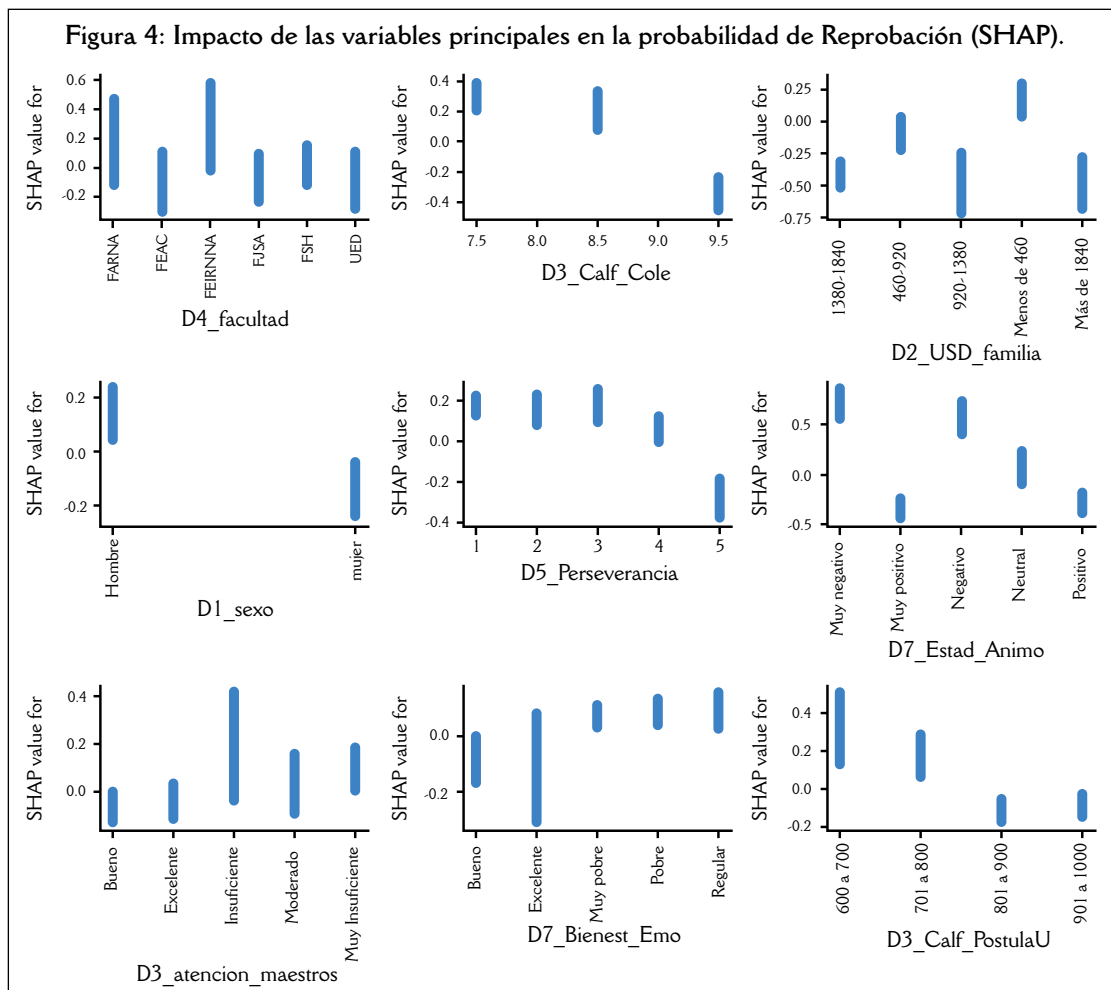 Figura 4: Impacto de las variables principales en la probabilidad de Reprobación (SHAP).
SHAP value for
0.6
0.4
0.2
0.0
-0.2
FARNA
FEAC
FEIRNINA
FJSA
FSH
UED
D4_facultad
SHAP value for
0.4
0.2
0.0
-0.2
-0.4
7.5
8.0
8.5
9.0
9.5
D3_Calf_Cole
SHAP value for
0.25
0.00
-0.25
-0.50
-0.75
1380-1840
460-920
920-1380
Menos de 460
Más de 1840
D2_USD_familia
SHAP value for
0.2
0.0
-0.2
Hombre
mujer
D1_sexo
SHAP value for
0.2
0.0
-0.2
-0.4
1
2
3
4
5
D5_Perseverancia
SHAP value for
0.5
0.0
-0.5
Muy negativo
Muy positivo
Negativo
Neutral
Positivo
D7_Estad_Animo
SHAP value for
0.4
0.2
0.0
Bueno
Excelente
Insuficiente
Moderado
Muy Insuficiente
D3_atencion_maestros
SHAP value for
0.0
-0.2
Bueno
Excelente
Muy pobre
Pobre
Regular
D7_Bienest_Emo
SHAP value for
0.4
0.2
0.0
-0.2
600 a 700
701 a 800
801 a 900
901 a 1000
D3_Calf_PostulaU